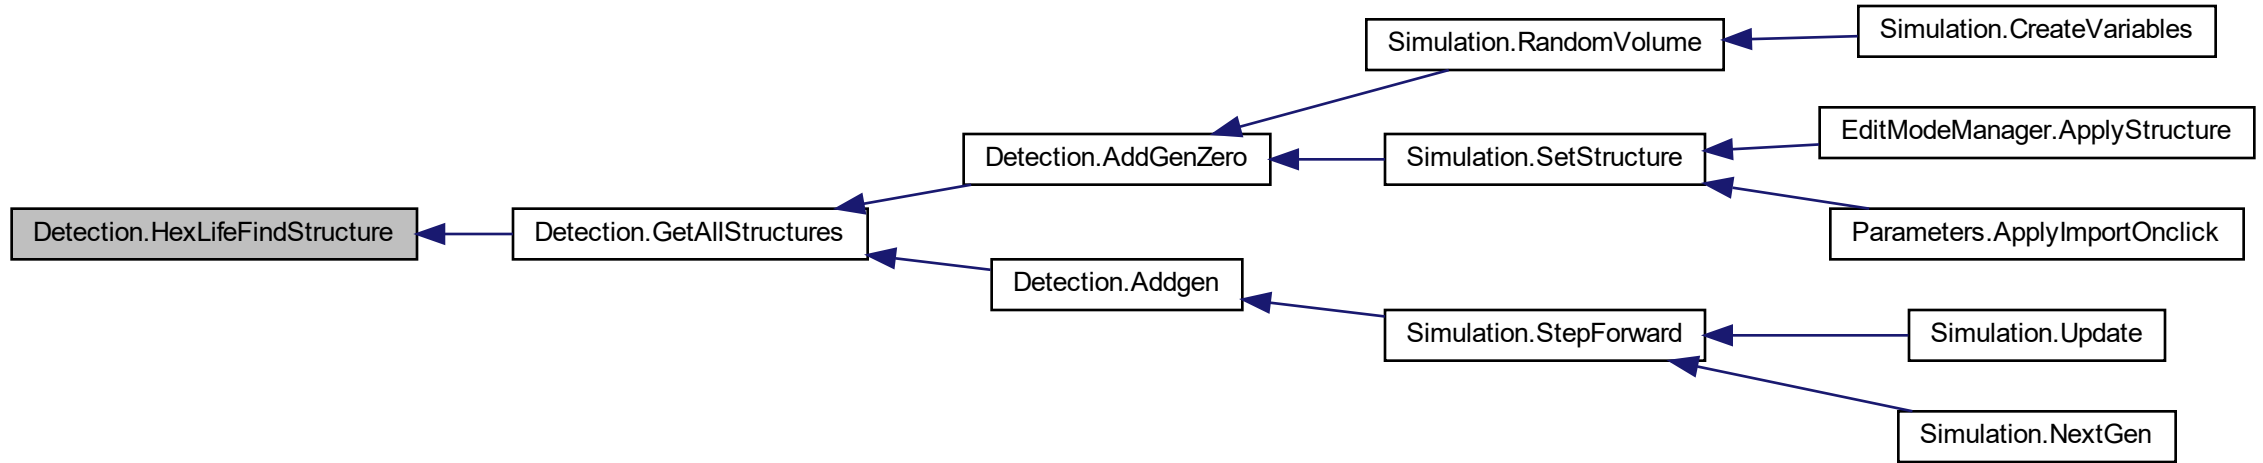 Simulation.RandomVolume
Simulation.CreateVariables
Detection.AddGenZero
Simulation.SetStructure
EditModeManager.ApplyStructure
Detection.HexLifeFindStructure
Detection.GetAllStructures
Parameters.ApplyImportOnclick
Detection.Addgen
Simulation.StepForward
Simulation.Update
Simulation.NextGen